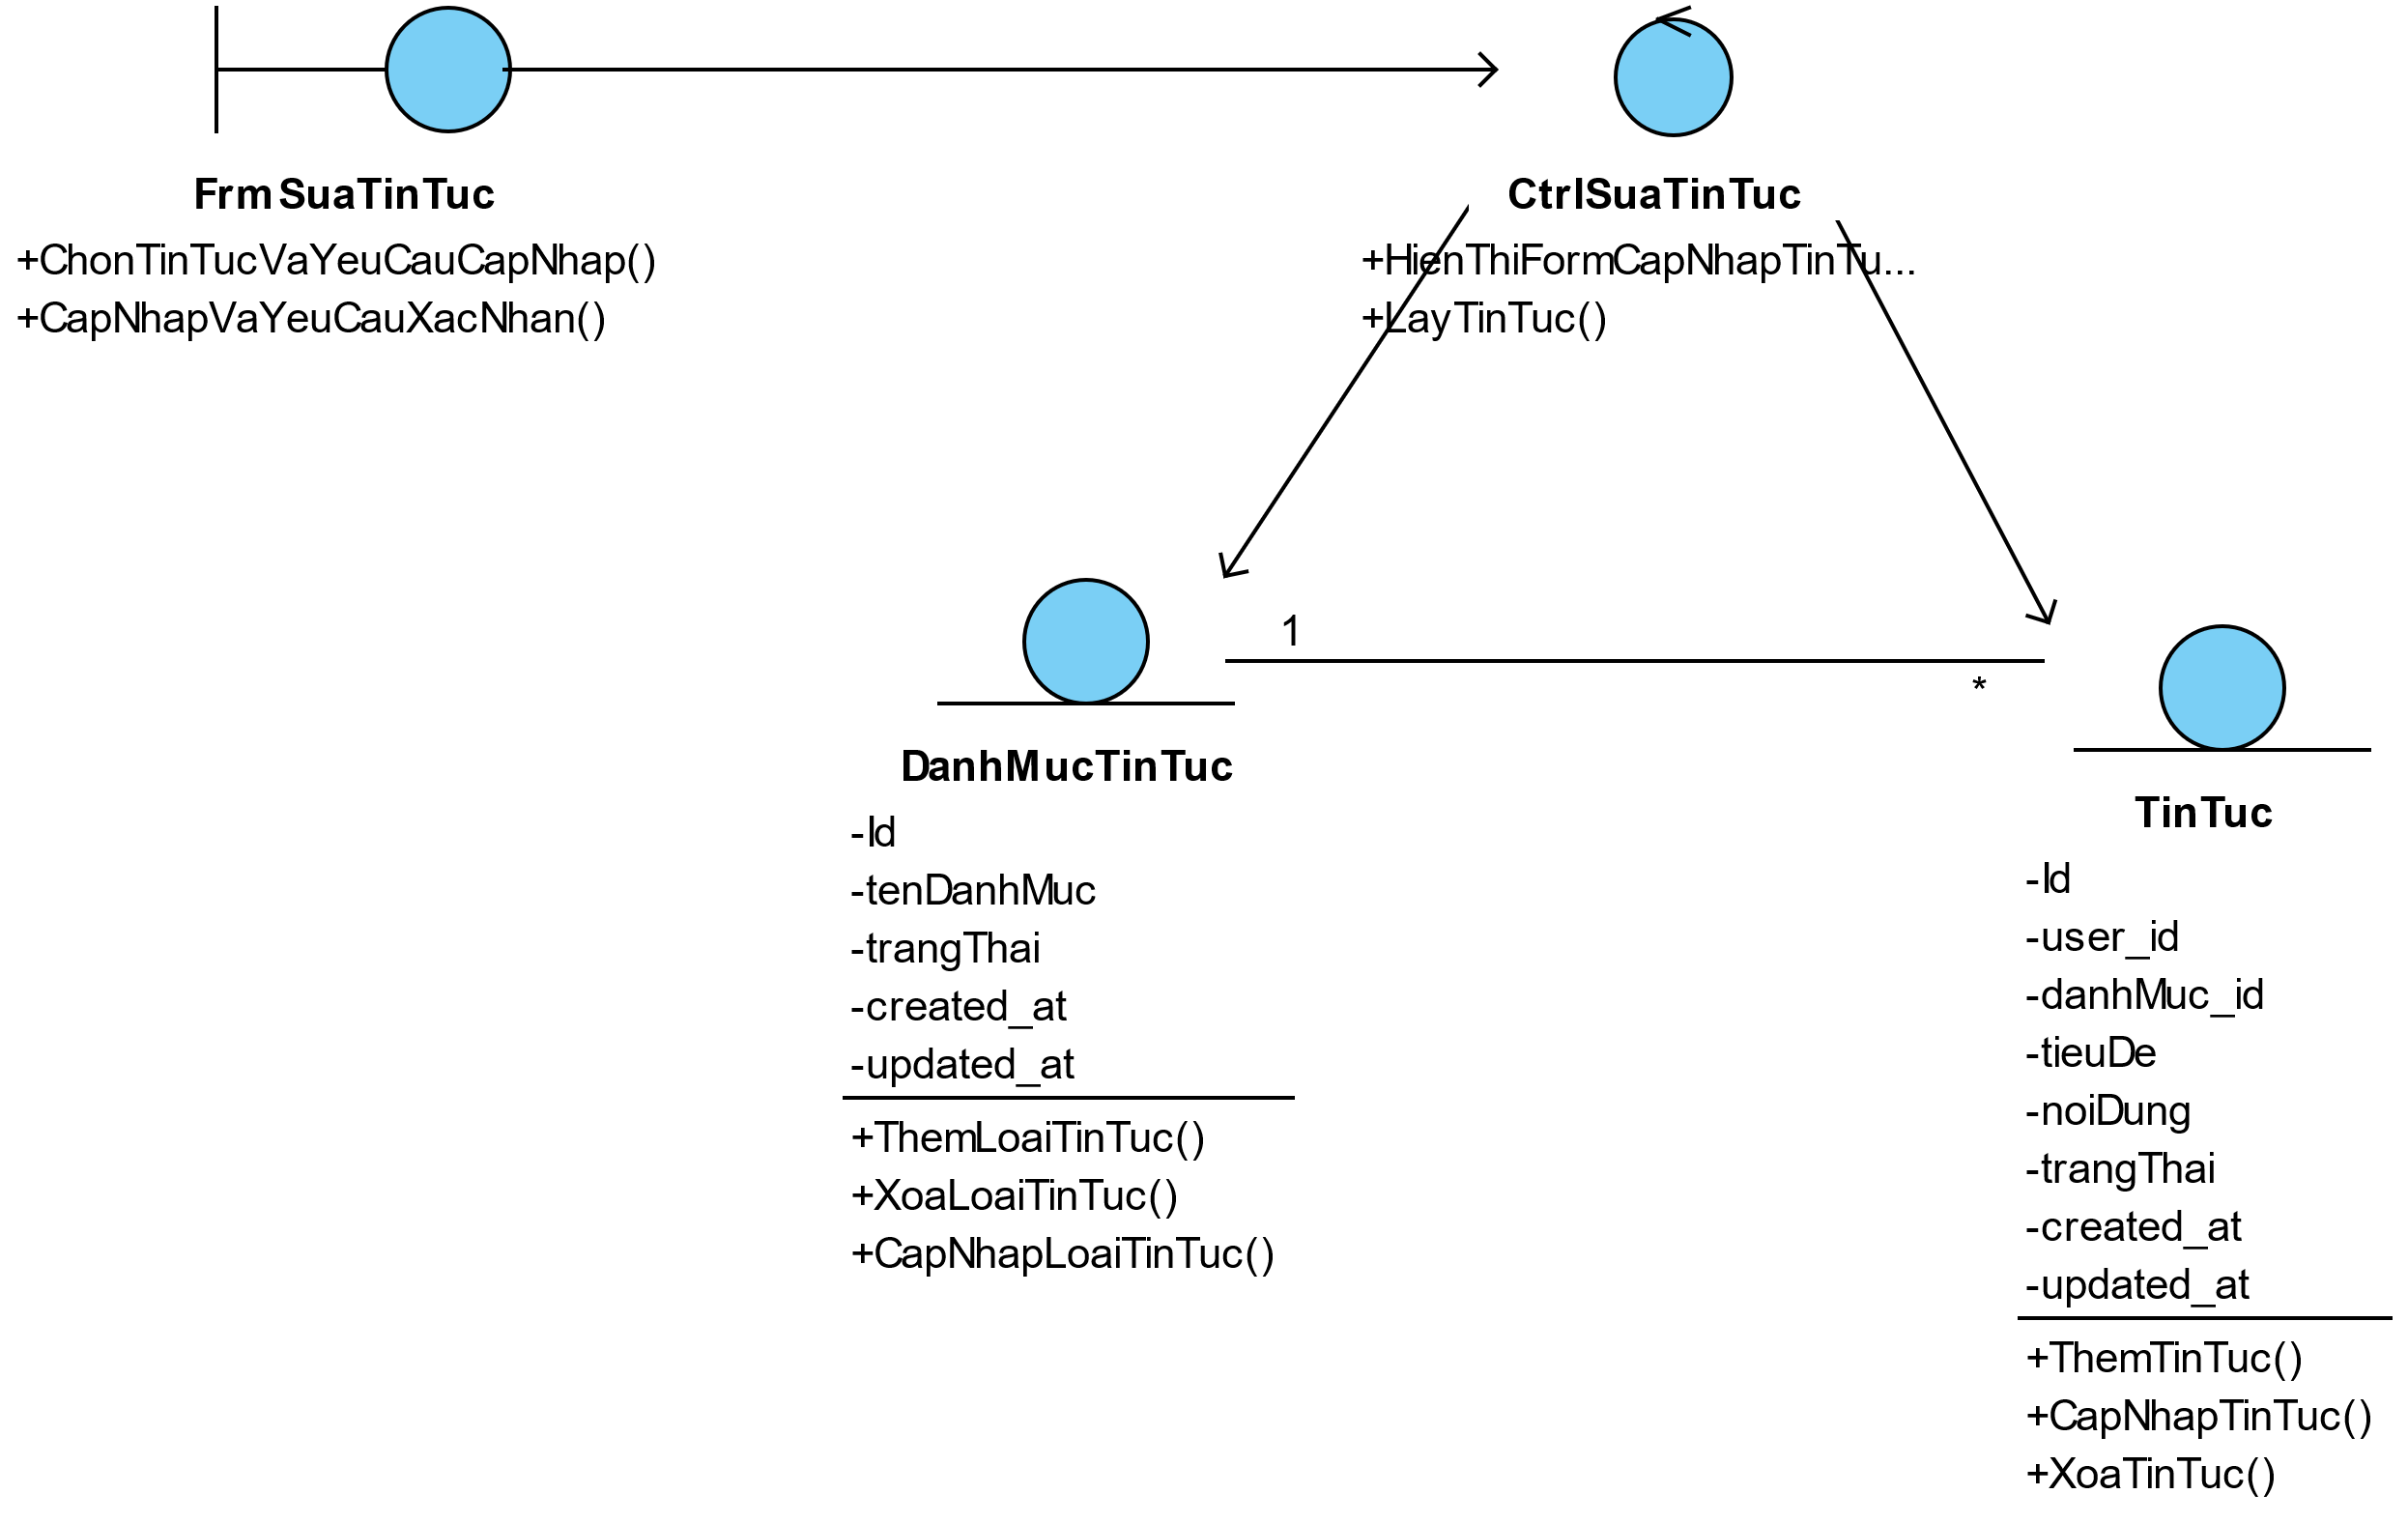 FrmSuaTinTuc
+ChonTinTucVaYeuCauCapNhap()
+CapNhapVaYeuCauXacNhan()
CtrlSuaTinTuc
+HienThiFormCapNhapTinTu...
+LayTinTuc()
1
*
DanhMucTinTuc
-Id
-tenDanhMuc
-trangThai
-created_at
-updated_at
+ThemLoaiTinTuc()
+XoaLoaiTinTuc()
+CapNhapLoaiTinTuc()
TinTuc
-Id
-user_id
-danhMuc_id
-tieuDe
-noiDung
-trangThai
-created_at
-updated_at
+ThemTinTuc()
+CapNhapTinTuc()
+XoaTinTuc()